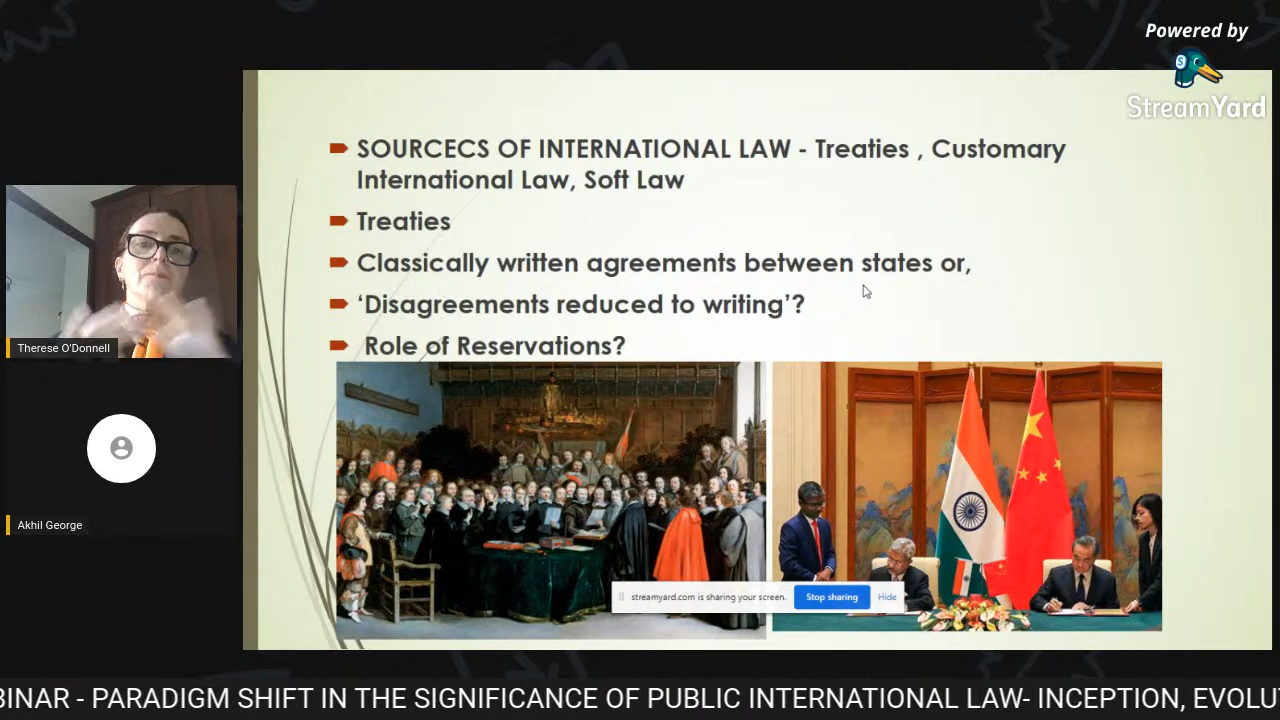 Powered by
StreamYard
SOURCECS OF INTERNATIONAL LAW - Treaties , Customary
International Law, Soft Law
Treaties
Classically written agreements between states or,
‘Disagreements reduced to writing’?
Role of Reservations?
Therese O'Donnell
Akhil George
streamyard.com is sharing your screen.
Stop sharing
Hide
BINAR - PARADIGM SHIFT IN THE SIGNIFICANCE OF PUBLIC INTERNATIONAL LAW- INCEPTION, EVOLU